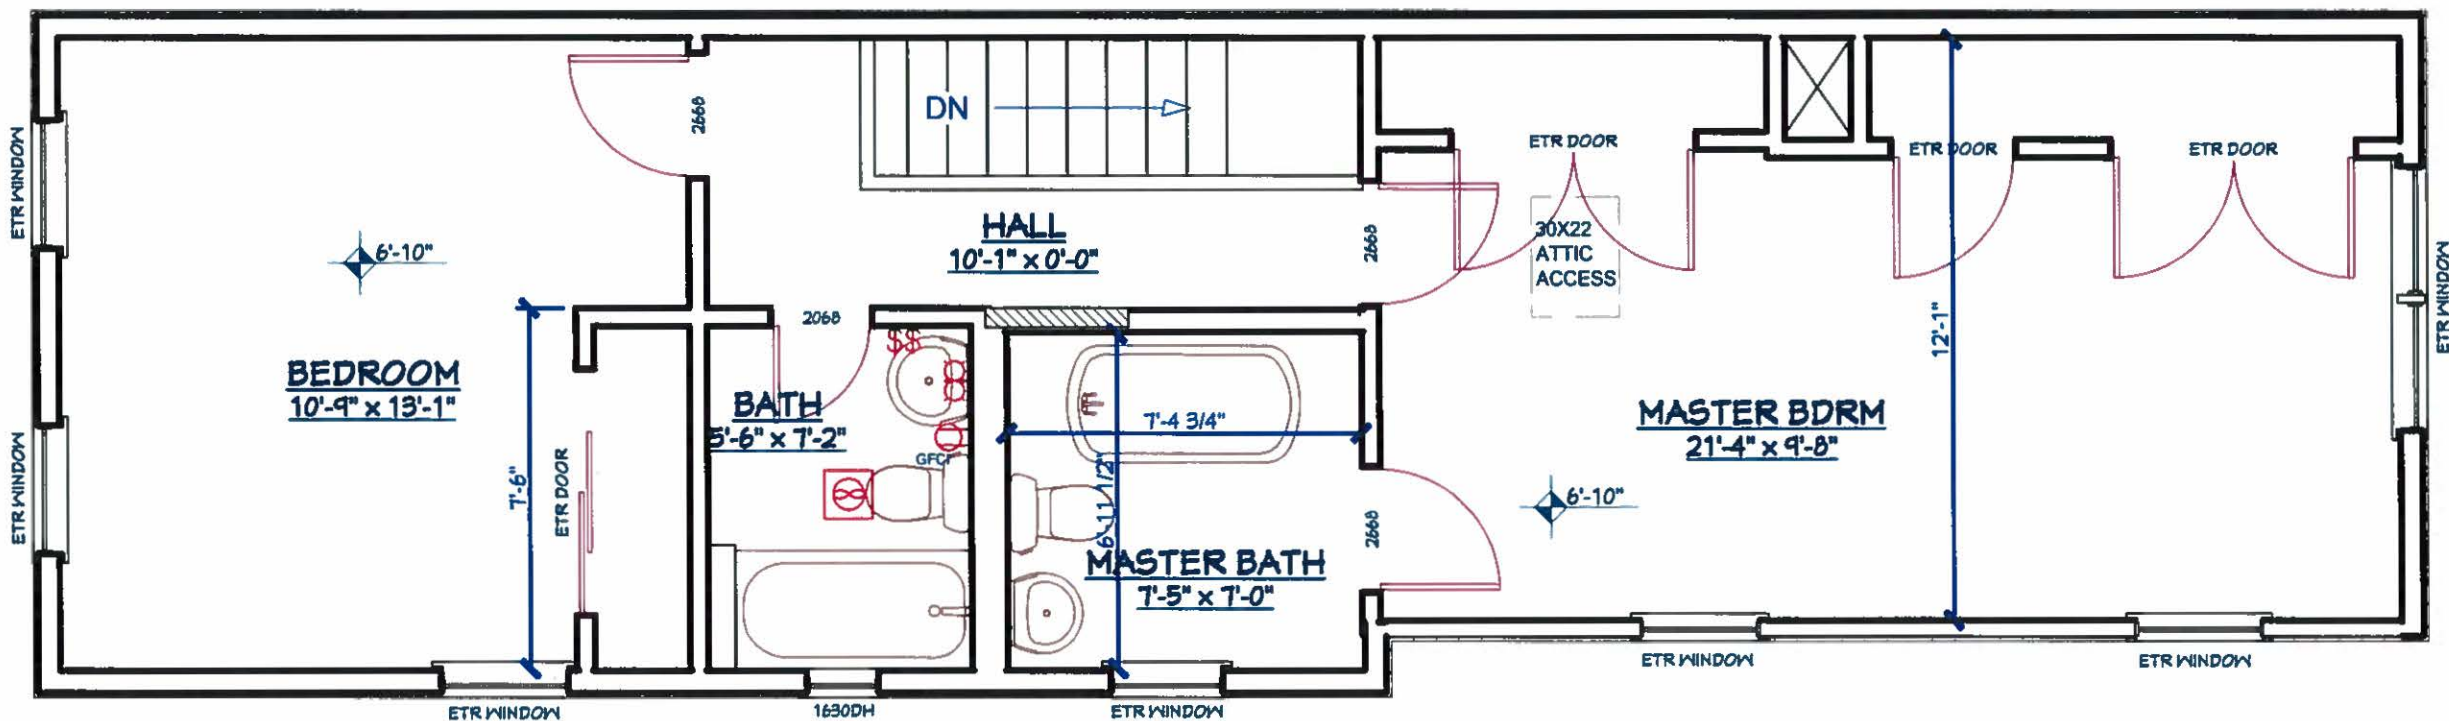 ETR WINDOW
ETR WINDOW
6'-10"
BEDROOM
10'-9" x 13'-1"
7'-6"
ETR DOOR
ETR WINDOW
2668
DN
HALL
10'-1" x 0'-0"
2068
$$
BATH
5'-6" x 7'-2"
GFCI
1630DH
7'-4 3/4"
6'-11 1/2"
MASTER BATH
7'-5" x 7'-0"
ETR WINDOW
2668
2668
ETR DOOR
30X22
ATTIC
ACCESS
ETR DOOR
ETR DOOR
12'-1"
MASTER BDRM
21'-4" x 9'-8"
6'-10"
ETR WINDOW
ETR WINDOW
ETR WINDOW